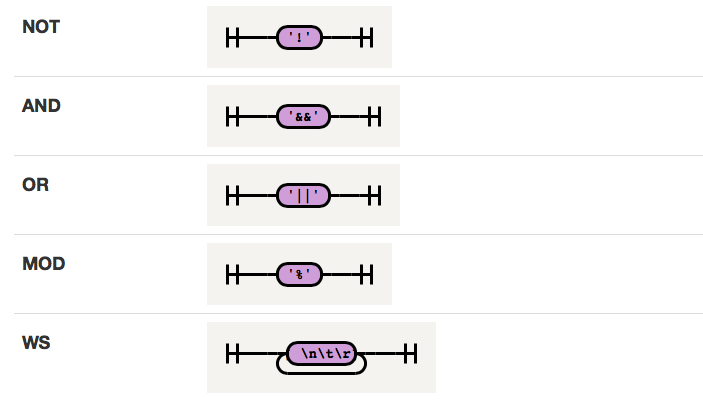 NOT '!'
AND '&&'
OR '||'
MOD '%'
WS \n\t\r